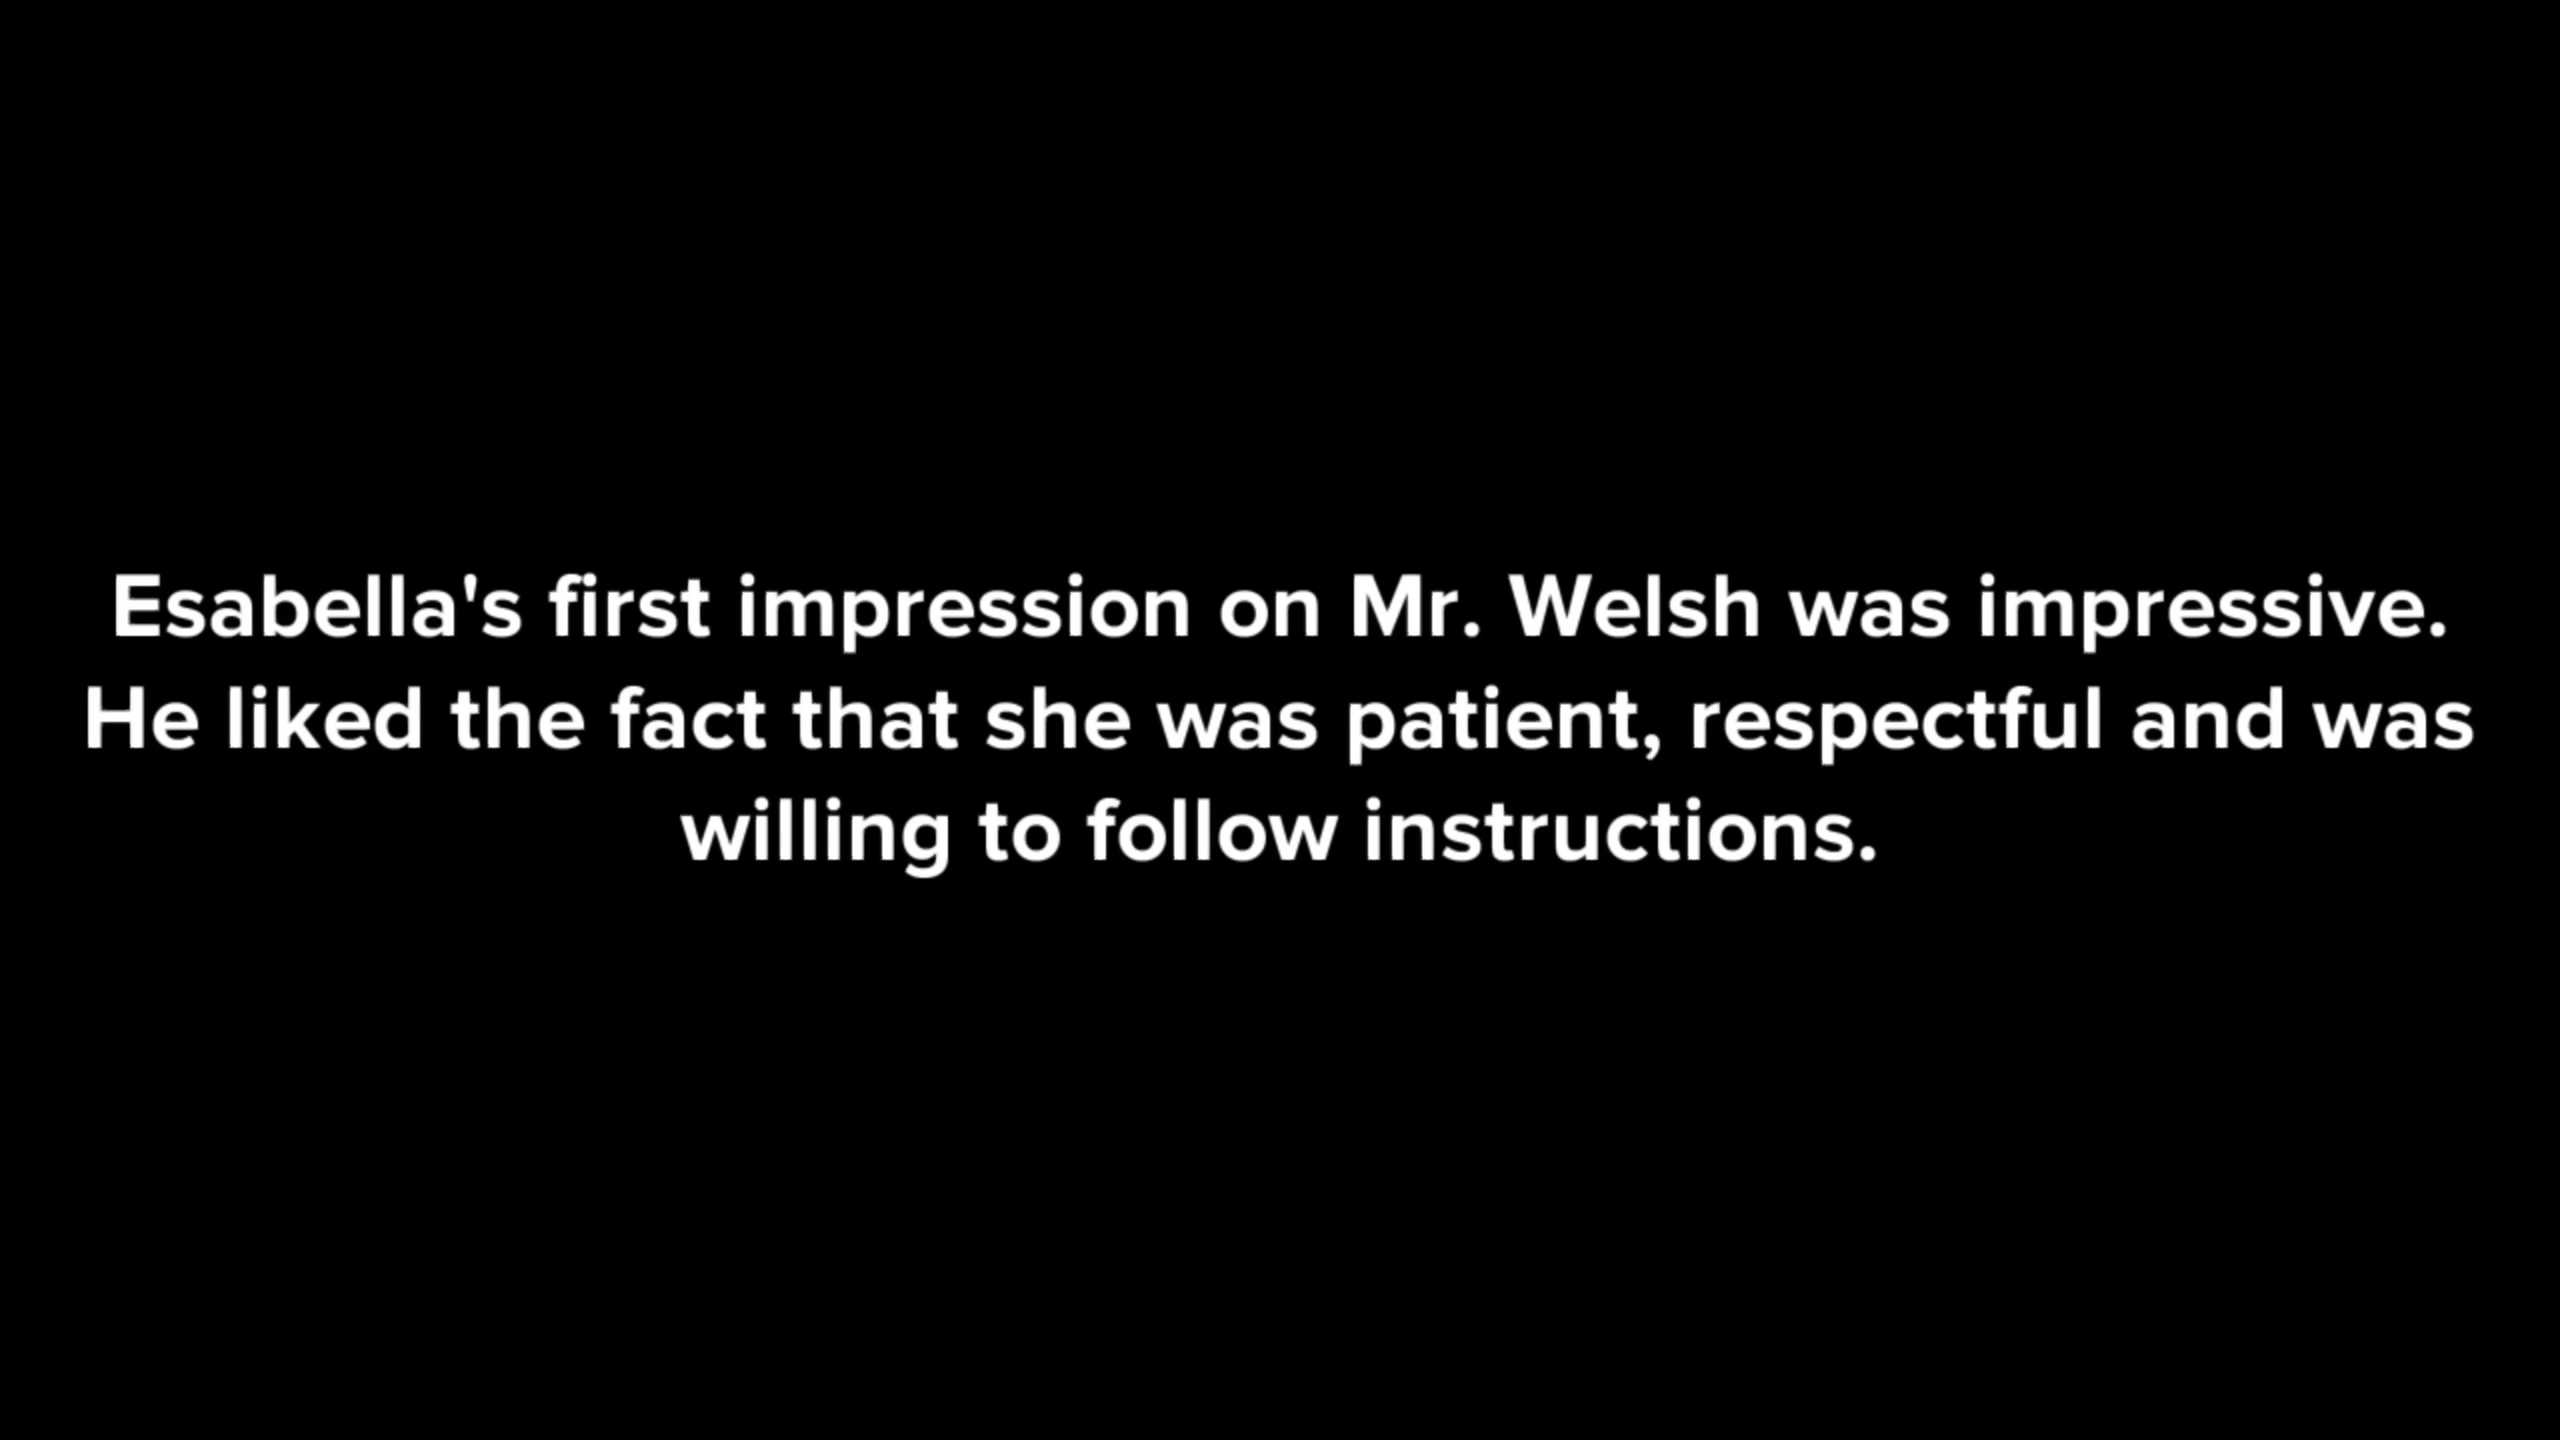 Esabella's first impression on Mr. Welsh was impressive.
He liked the fact that she was patient, respectful and was
willing to follow instructions.